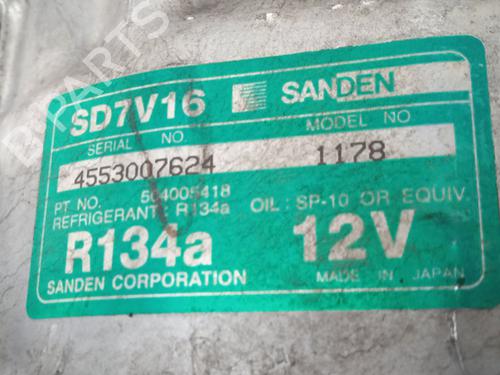 B-PARTS
SD7V16 SANDEN
SERIAL NO MODEL NO
4553007624 1178
PT NO. 504005418
REFRIGERANT: R134a OIL: SP-10 OR EQUIV.
R134a 12V
SANDEN CORPORATION MADE IN JAPAN